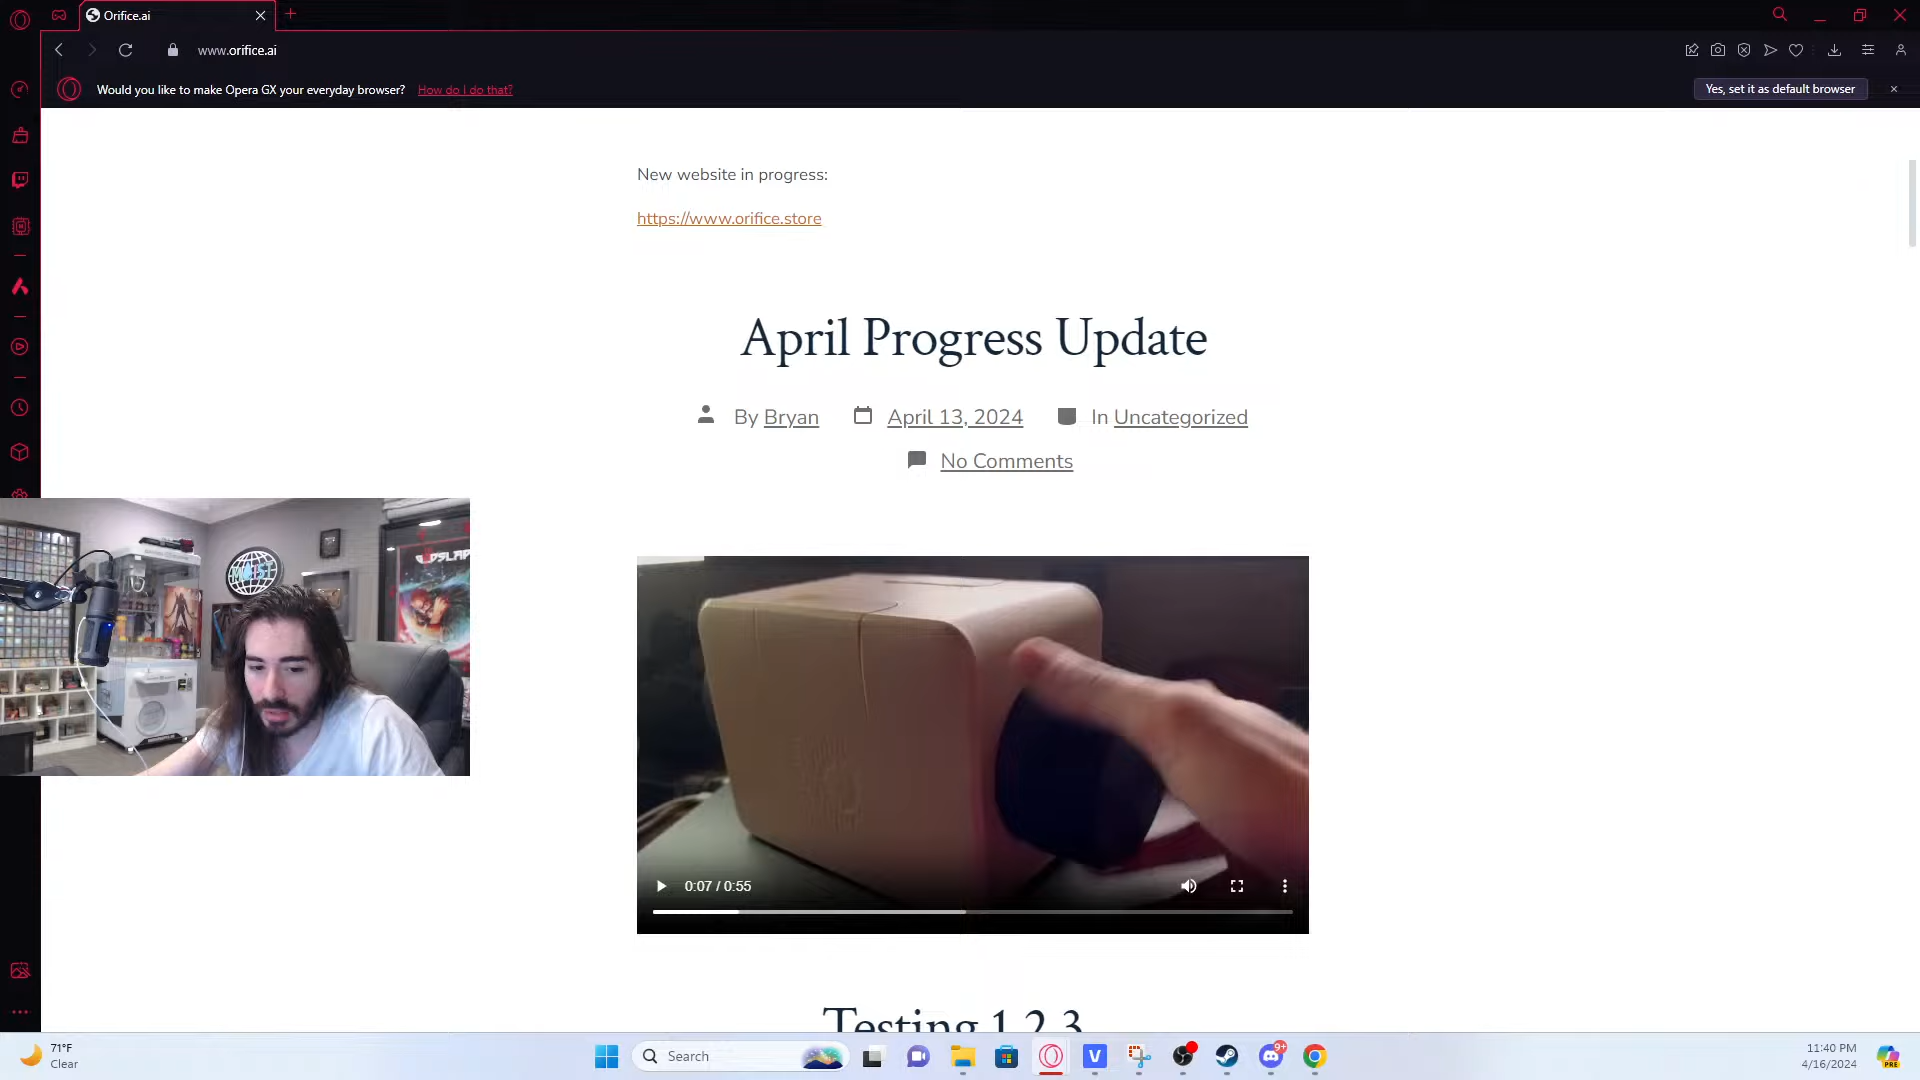 Orifice.ai
www.orifice.ai
Would you like to make Opera GX your everyday browser? How do I do that?
Yes, set it as default browser
New website in progress:
https://www.orifice.store
April Progress Update
By Bryan April 13, 2024 In Uncategorized
No Comments
MOIST
0:07 / 0:55
Testing 1,2,3
71°F
Clear
Search
9+
11:40 PM
4/16/2024
PRE